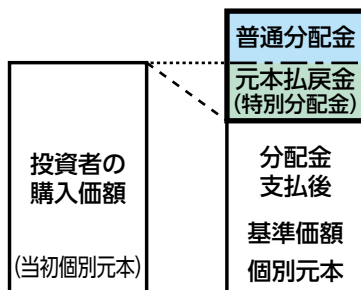 普通分配金
元本払戻金
(特別分配金)
投資者の
購入価額
(当初個別元本)
分配金
支払後
基準価額
個別元本